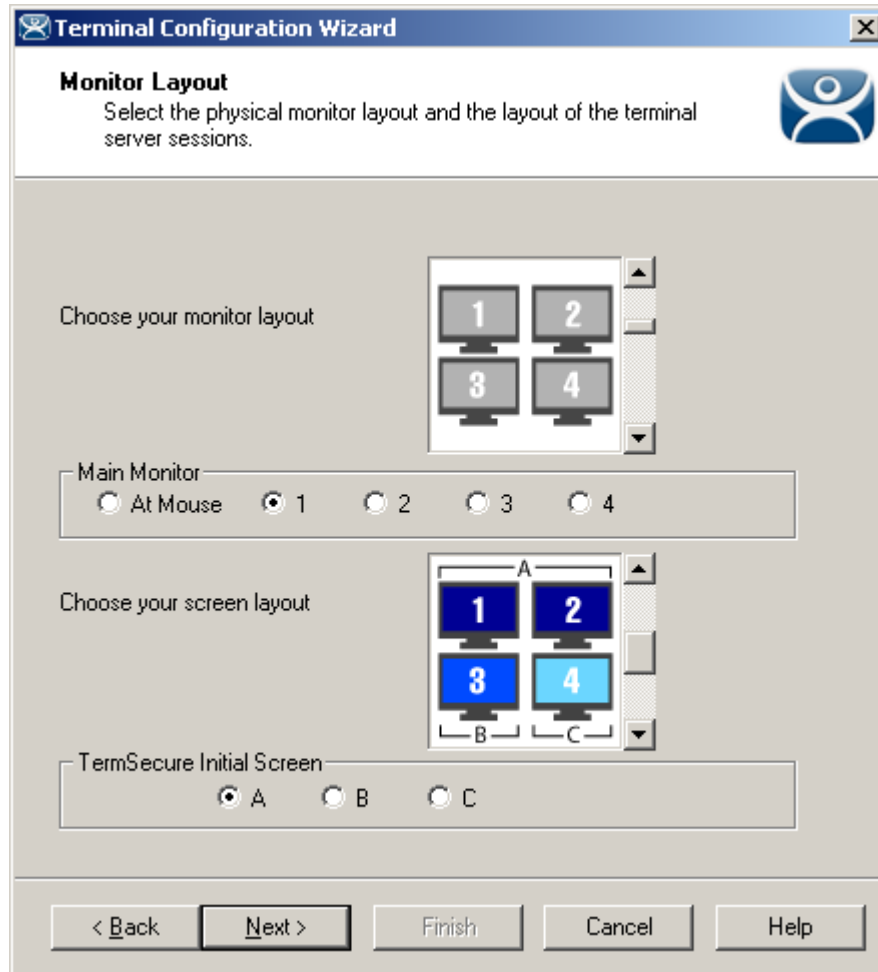 Terminal Configuration Wizard
Monitor Layout
Select the physical monitor layout and the layout of the terminal
server sessions.
Choose your monitor layout
1 2
3 4
Main Monitor
At Mouse 1 2 3 4
Choose your screen layout
A
1 2
3 4
B C
TermSecure Initial Screen
A B C
< Back Next > Finish Cancel Help